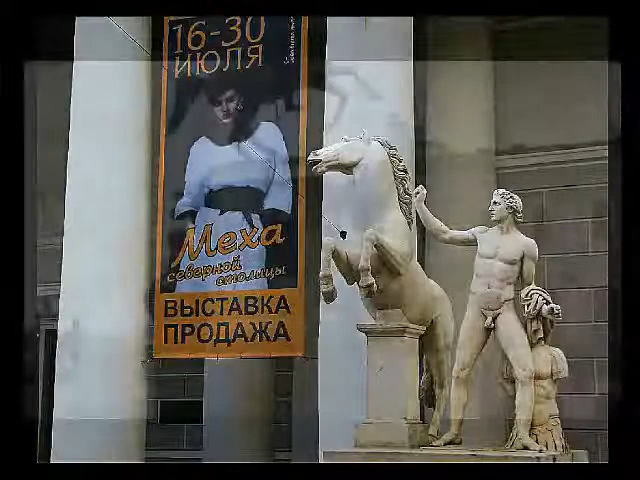 16-30
ИЮЛЯ
Меха
северной
столицы
ВЫСТАВКА
ПРОДАЖА